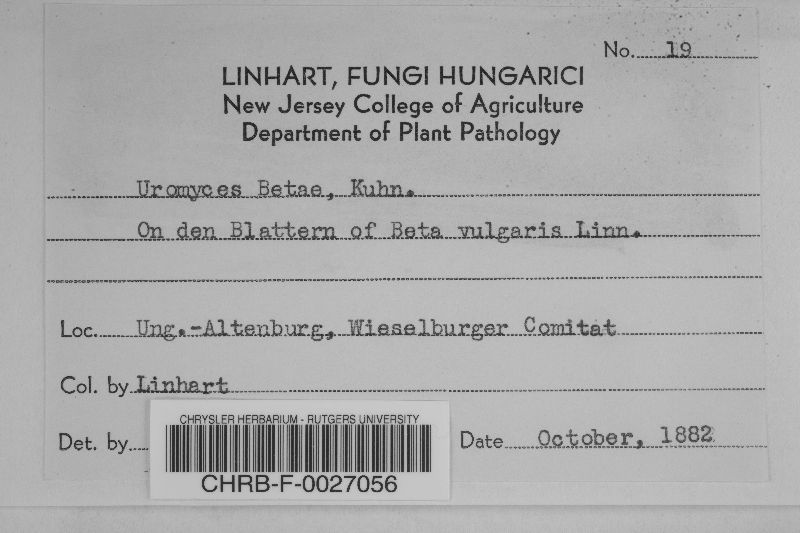 No. 19
LINHART, FUNGI HUNGARICI
New Jersey College of Agriculture
Department of Plant Pathology
Uromyces Betae, Kuhn.
On den Blattern of Beta vulgaris Linn.
Loc. Ung.-Altenburg, Wieselburger Comitat
Col. by Linhart
Det. by
Date October, 1882
CHRYSLER HERBARIUM - RUTGERS UNIVERSITY
CHRB-F-0027056